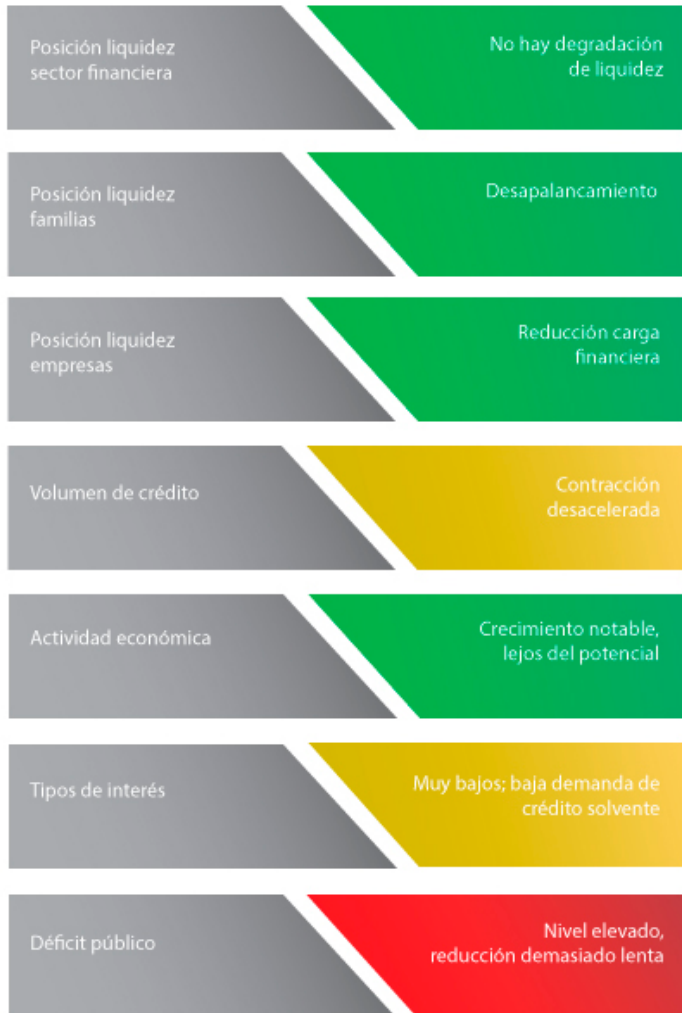 Posición liquidez
sector financiera
No hay degradación
de liquidez
Posición liquidez
familias
Desapalancamiento
Posición liquidez
empresas
Reducción carga
financiera
Volumen de crédito
Contracción
desacelerada
Actividad económica
Crecimiento notable,
lejos del potencial
Tipos de interés
Muy bajos; baja demanda de
crédito solvente
Déficit público
Nivel elevado,
reducción demasiado lenta